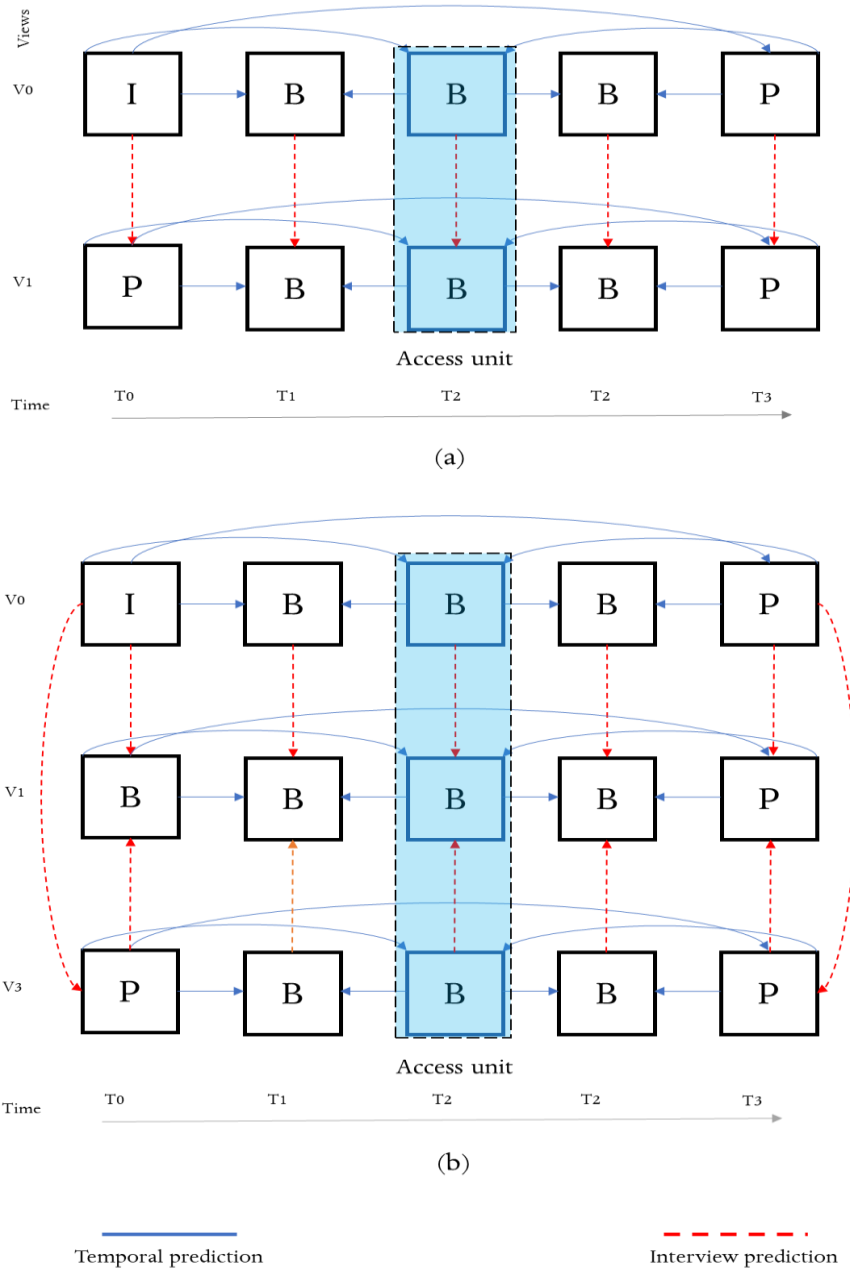 Views
V0 I B B B P
V1 P B B B P
Access unit
Time T0 T1 T2 T2 T3
(a)
V0 I B B B P
V1 B B B B P
V3 P B B B P
Access unit
Time T0 T1 T2 T2 T3
(b)
Temporal prediction Interview prediction